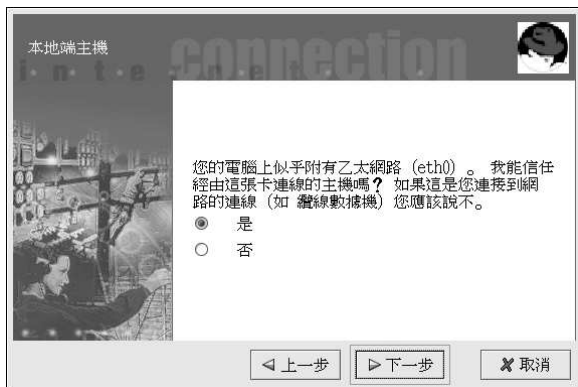 本地端主機
connection
internet
您的電腦上似乎附有乙太網路（eth0）。 我能信任
經由這張卡連線的主機嗎？ 如果這是您連接到網
路的連線（如 纜線數據機）您應該說不。
是
否
上一步
下一步
取消